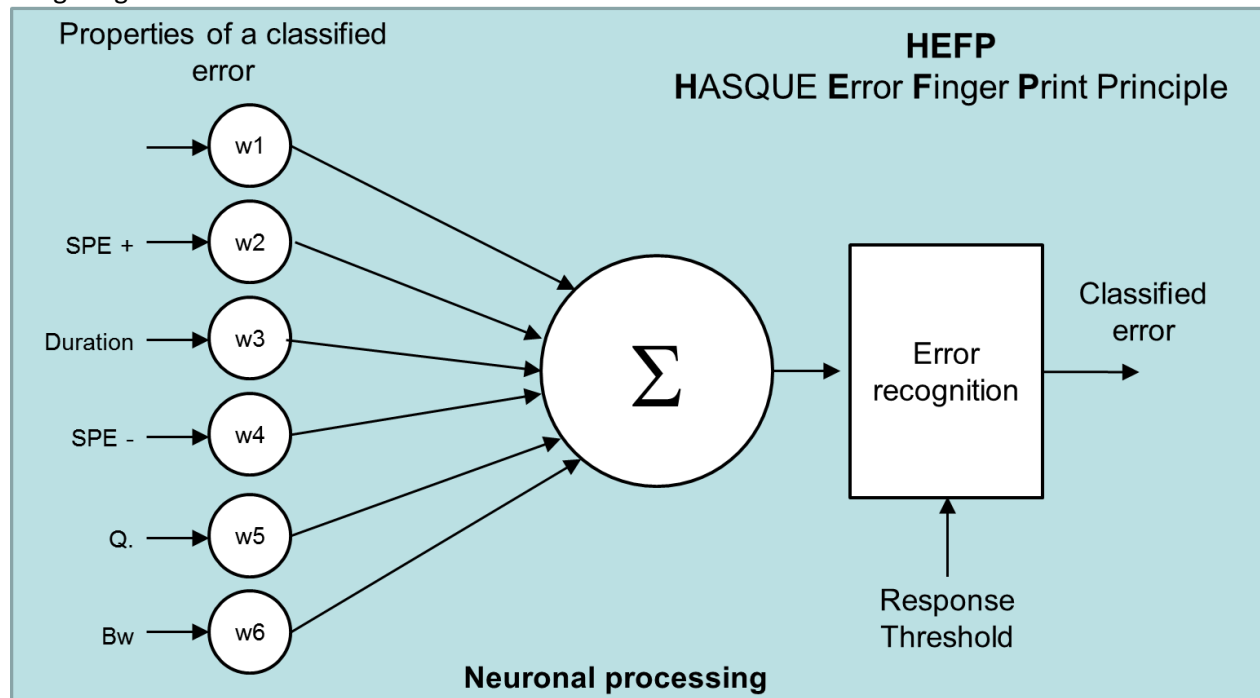 Properties of a classified
error
HEFP
HASQUE Error Finger Print Principle
w1
SPE +
w2
Duration
w3
SPE -
w4
Q.
w5
Bw
w6
Σ
Error
recognition
Classified
error
Response
Threshold
Neuronal processing